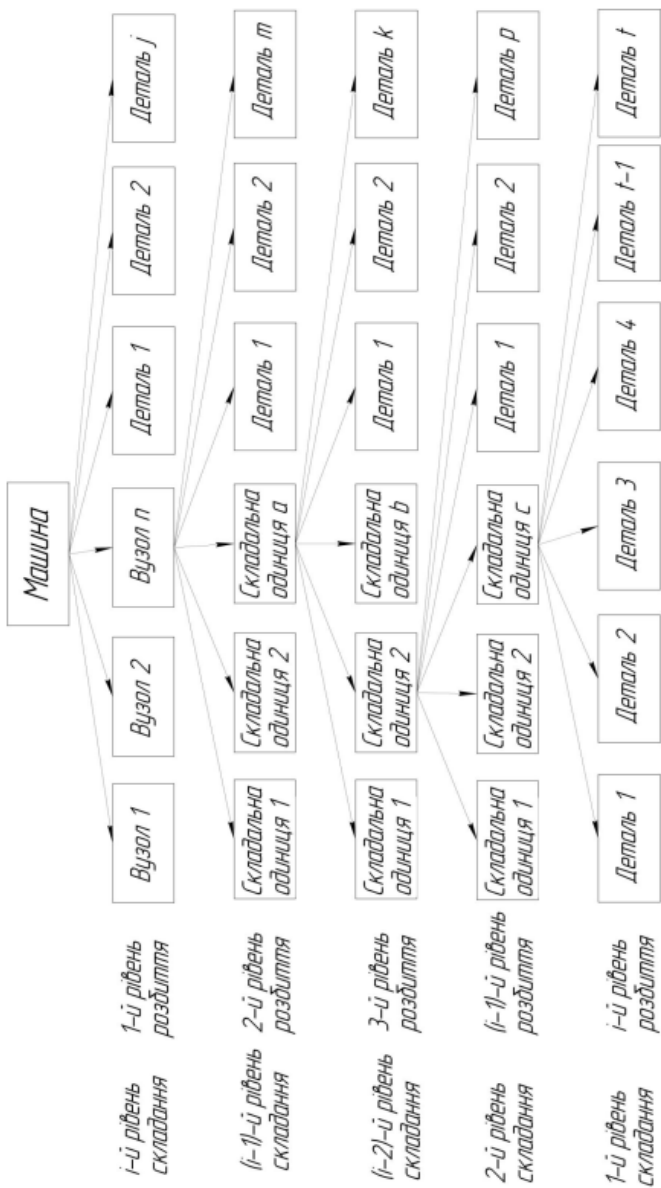 Машина
i-й рівень
складання
1-й рівень
розбиття
Вузол 1
Вузол 2
Вузол n
Деталь 1
Деталь 2
Деталь j
(i-1)-й рівень
складання
2-й рівень
розбиття
Складальна
одиниця 1
Складальна
одиниця 2
Складальна
одиниця a
Деталь 1
Деталь 2
Деталь m
(i-2)-й рівень
складання
3-й рівень
розбиття
Складальна
одиниця 1
Складальна
одиниця 2
Складальна
одиниця b
Деталь 1
Деталь 2
Деталь k
2-й рівень
складання
(i-1)-й рівень
розбиття
Складальна
одиниця 1
Складальна
одиниця 2
Складальна
одиниця c
Деталь 1
Деталь 2
Деталь p
1-й рівень
складання
i-й рівень
розбиття
Деталь 1
Деталь 2
Деталь 3
Деталь 4
Деталь t-1
Деталь t